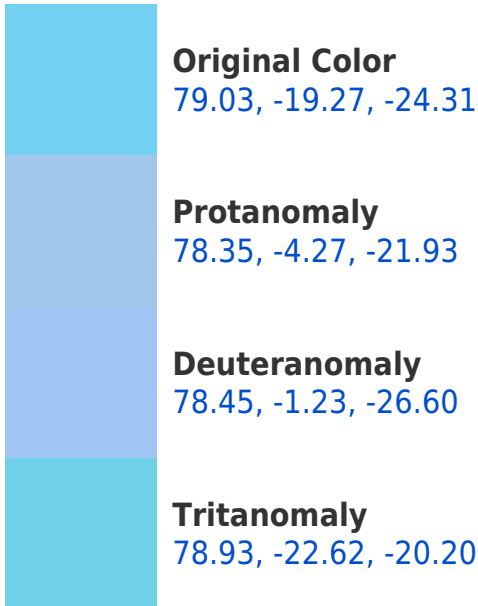 Original Color
79.03, -19.27, -24.31
Protanomaly
78.35, -4.27, -21.93
Deuteranomaly
78.45, -1.23, -26.60
Tritanomaly
78.93, -22.62, -20.20